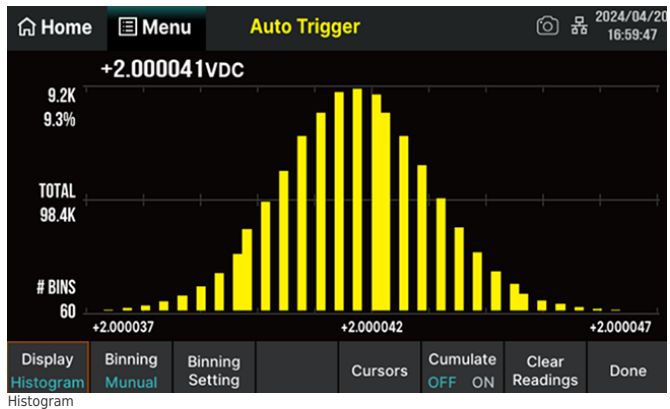 Home
Menu
Auto Trigger
2024/04/20
16:59:47
+2.000041VDC
9.2K
9.3%
TOTAL
98.4K
# BINS
60
+2.000037
+2.000042
+2.000047
Display
Histogram
Binning
Munual
Binning
Setting
Cursors
Cumulate
OFF ON
Clear
Readings
Done
Histogram